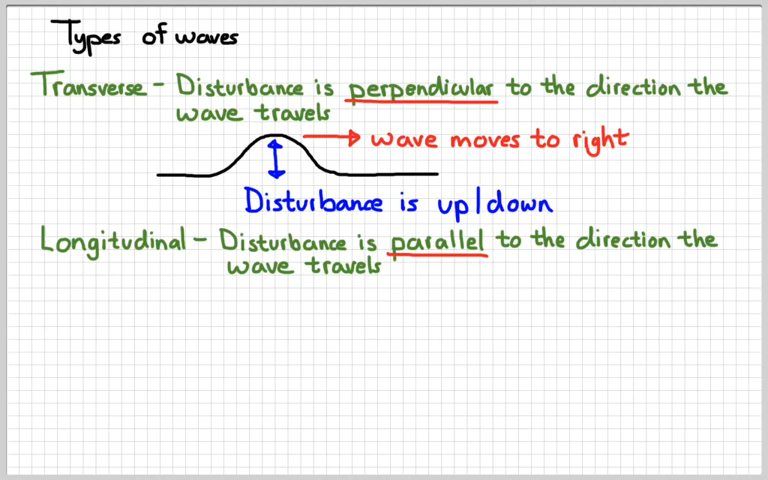 Types of waves
Transverse - Disturbance is perpendicular to the direction the
wave travels
wave moves to right
Disturbance is up/down
Longitudinal - Disturbance is parallel to the direction the
wave travels